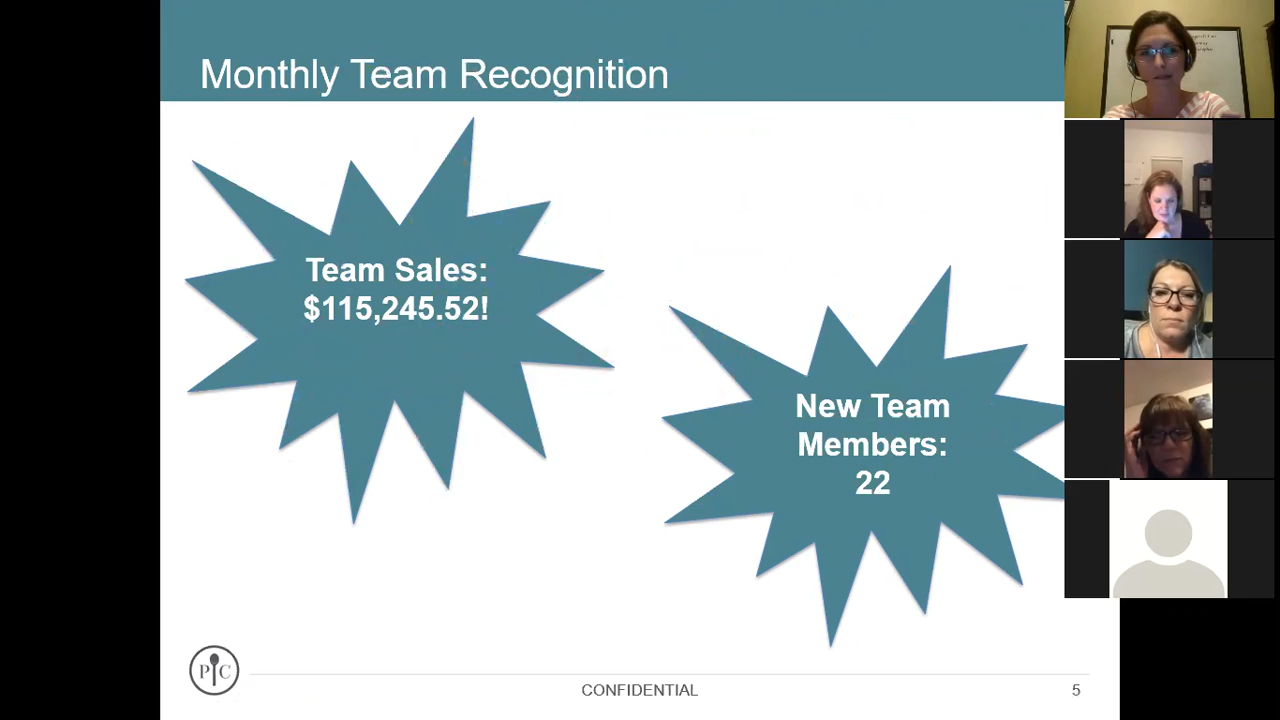 Monthly Team Recognition
Team Sales:
$115,245.52!
New Team
Members:
22
P C
CONFIDENTIAL
5